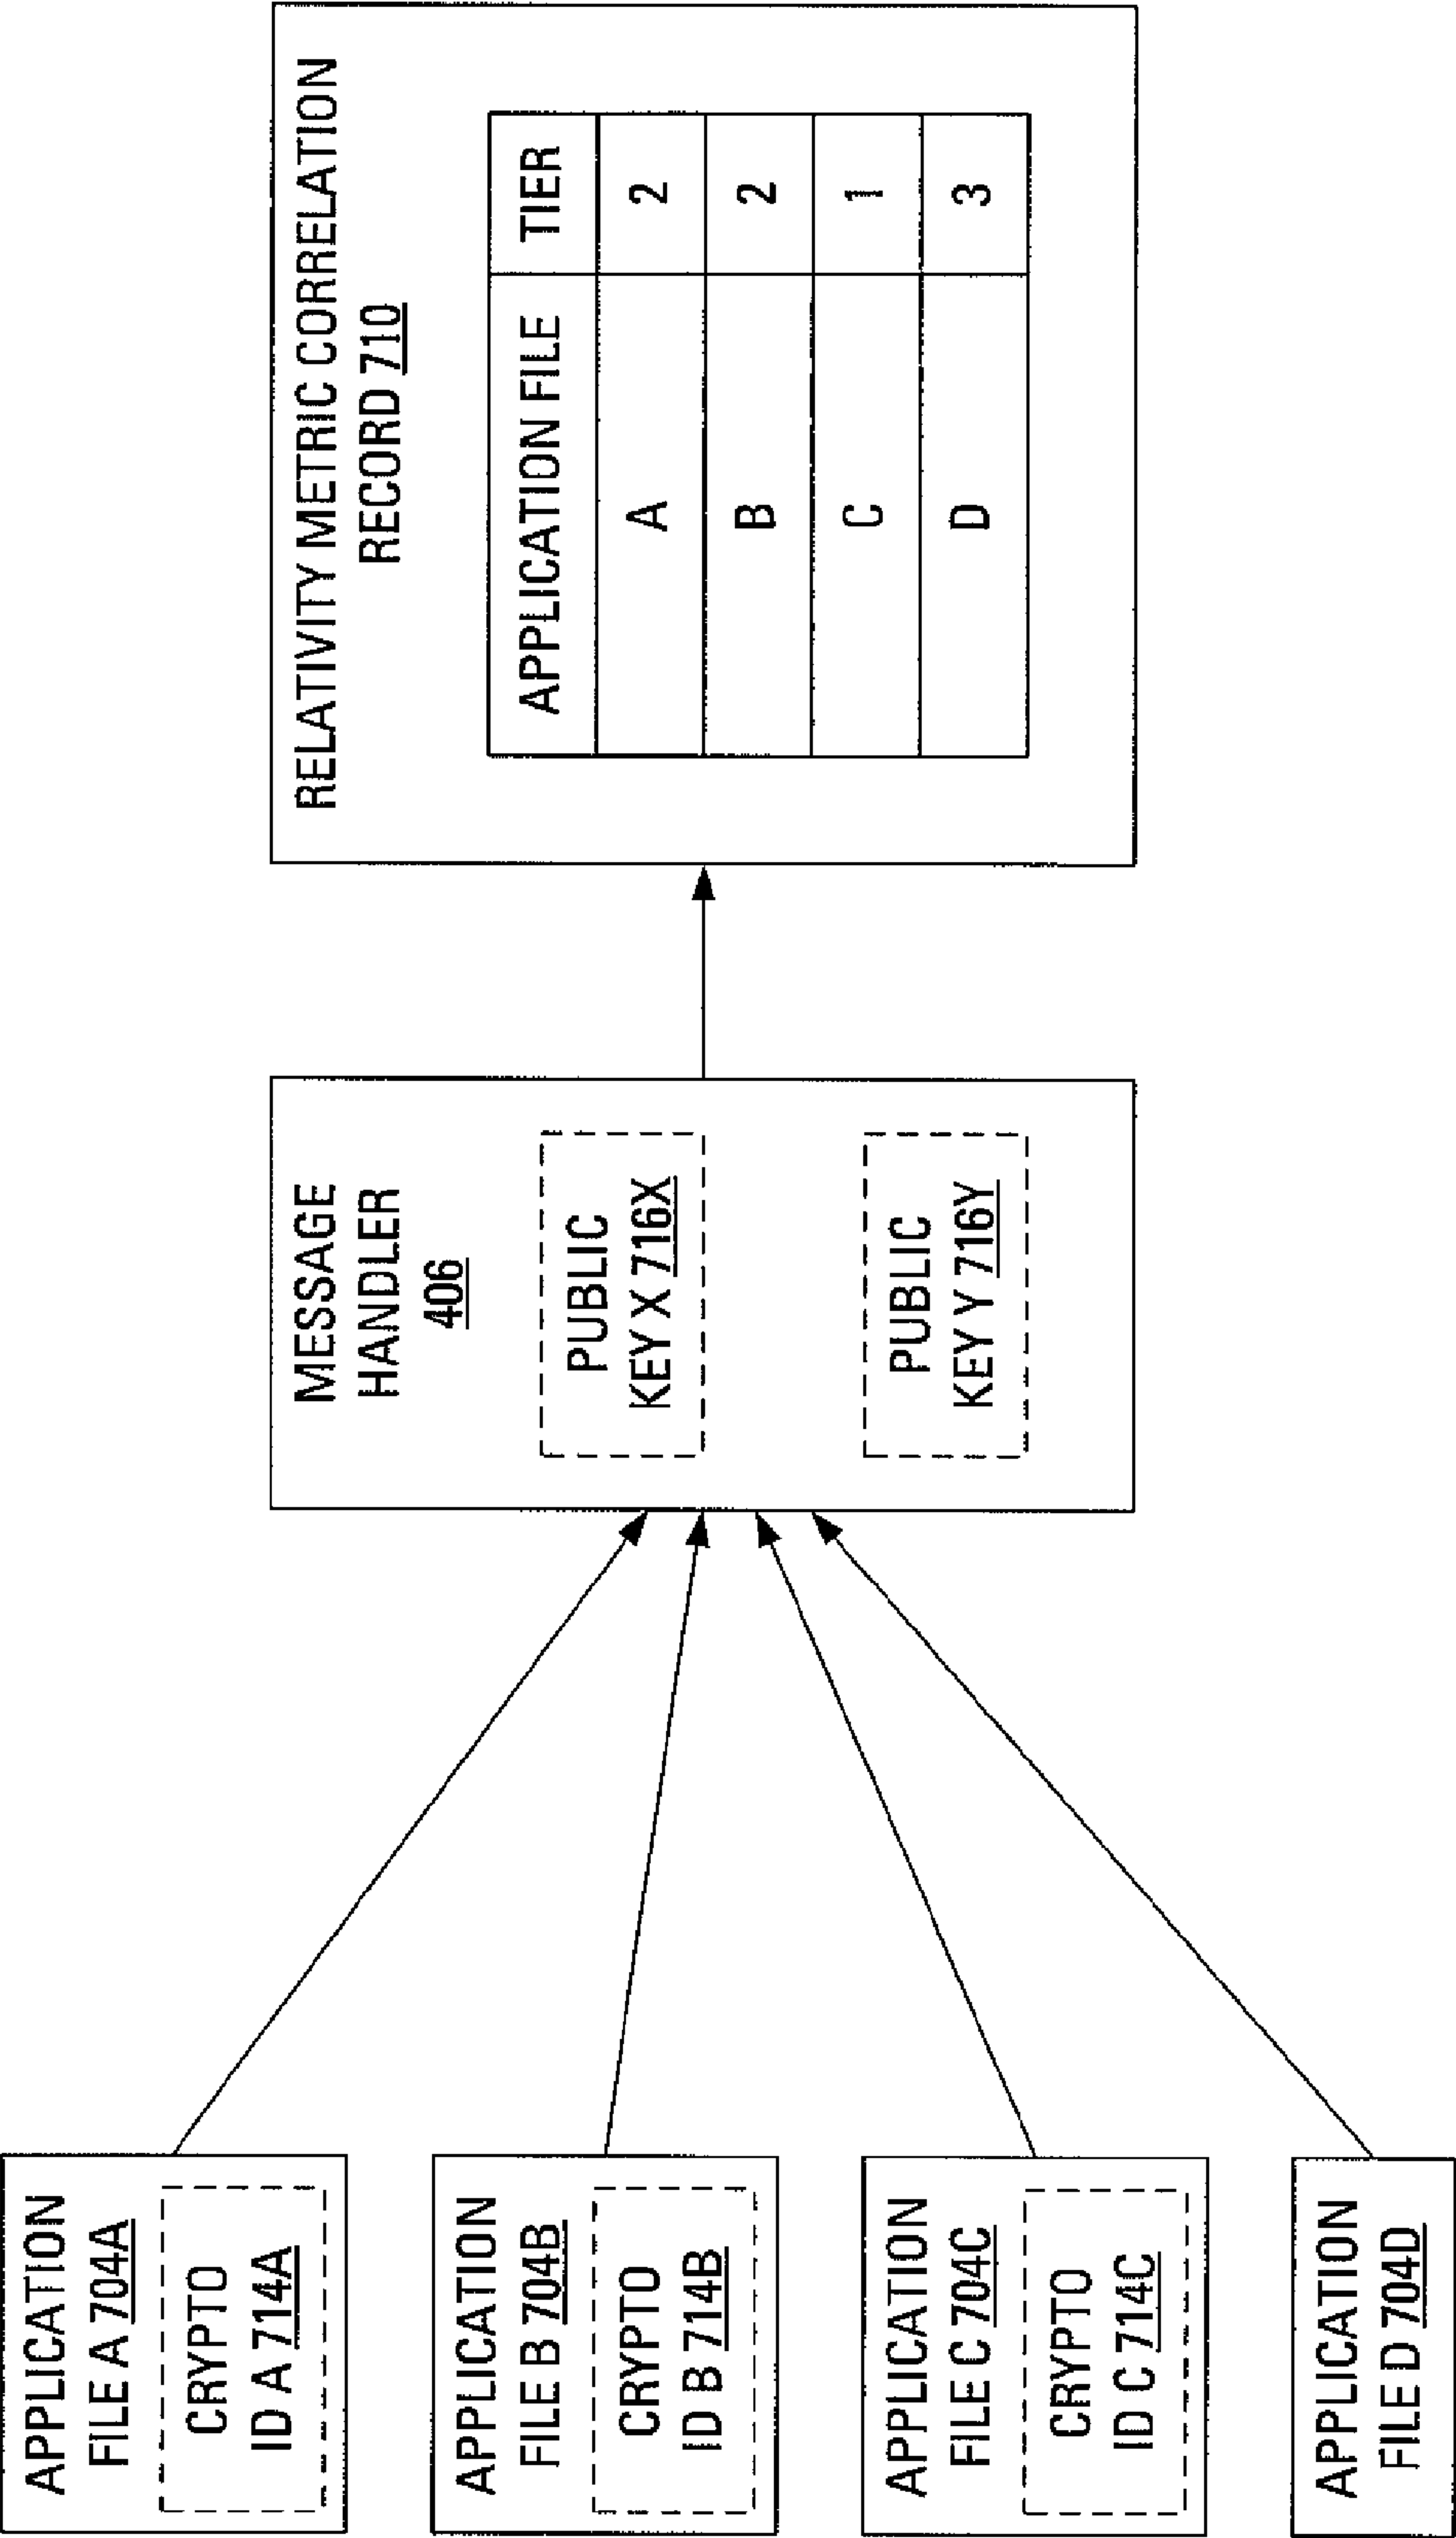 APPLICATION
FILE A 704A
CRYPTO
ID A 714A
APPLICATION
FILE B 704B
CRYPTO
ID B 714B
APPLICATION
FILE C 704C
CRYPTO
ID C 714C
APPLICATION
FILE D 704D
MESSAGE
HANDLER
406
PUBLIC
KEY X 716X
PUBLIC
KEY Y 716Y
RELATIVITY METRIC CORRELATION
RECORD 710
APPLICATION FILE TIER
A 2
B 2
C 1
D 3